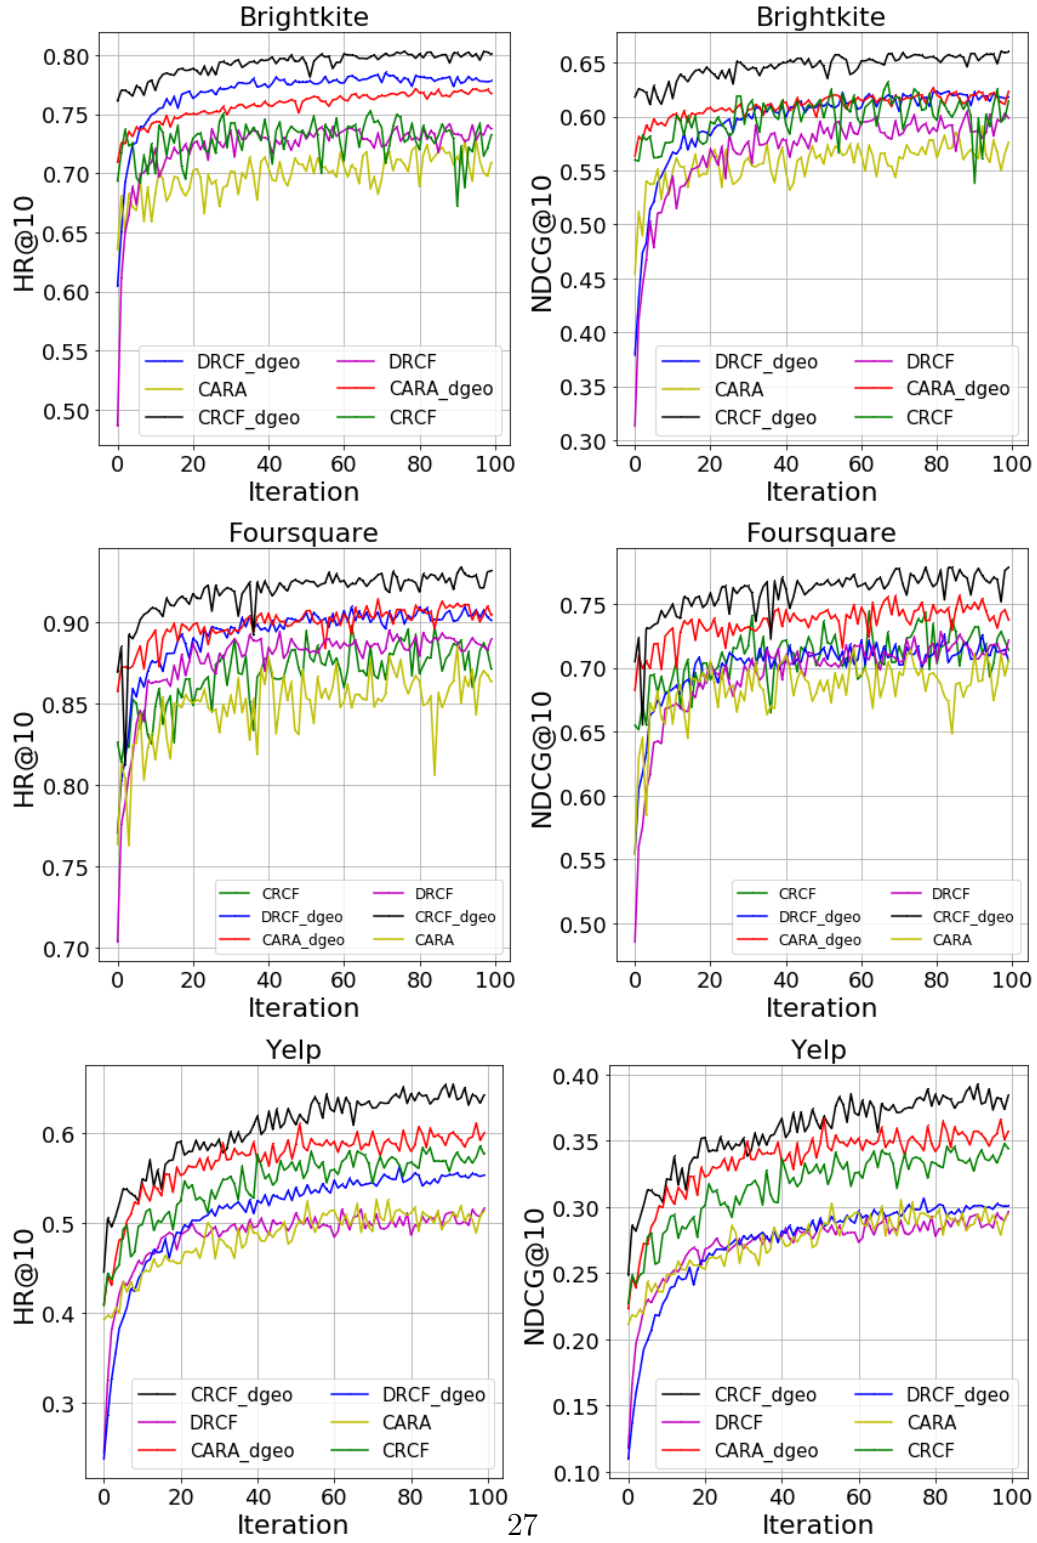 Brightkite
HR@10
0.80
0.75
0.70
0.65
0.60
0.55
0.50
DRCF_dgeo DRCF
CARA CARA_dgeo
CRCF_dgeo CRCF
0 20 40 60 80 100
Iteration
Brightkite
NDCG@10
0.65
0.60
0.55
0.50
0.45
0.40
0.35
0.30
DRCF_dgeo DRCF
CARA CARA_dgeo
CRCF_dgeo CRCF
0 20 40 60 80 100
Iteration
Foursquare
HR@10
0.90
0.85
0.80
0.75
0.70
CRCF DRCF
DRCF_dgeo CRCF_dgeo
CARA_dgeo CARA
0 20 40 60 80 100
Iteration
Foursquare
NDCG@10
0.75
0.70
0.65
0.60
0.55
0.50
CRCF DRCF
DRCF_dgeo CRCF_dgeo
CARA_dgeo CARA
0 20 40 60 80 100
Iteration
Yelp
HR@10
0.6
0.5
0.4
0.3
CRCF_dgeo DRCF_dgeo
DRCF CARA
CARA_dgeo CRCF
0 20 40 60 80 100
Iteration
Yelp
NDCG@10
0.40
0.35
0.30
0.25
0.20
0.15
0.10
CRCF_dgeo DRCF_dgeo
DRCF CARA
CARA_dgeo CRCF
0 20 40 60 80 100
Iteration
27